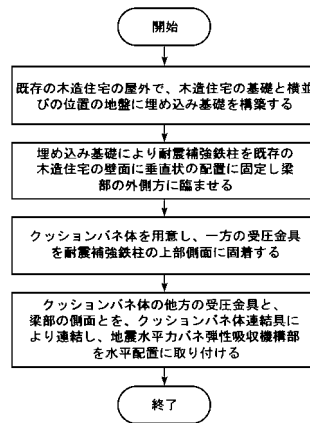 開始
既存の木造住宅の屋外で、木造住宅の基礎と横並
びの位置の地盤に埋め込み基礎を構築する
埋め込み基礎により耐震補強鉄柱を既存の
木造住宅の壁面に垂直状の配置に固定し梁
部の外側方に臨ませる
クッションバネ体を用意し、一方の受圧金具
を耐震補強鉄柱の上部側面に固着する
クッションバネ体の他方の受圧金具と、
梁部の側面とを、クッションバネ体連結具に
より連結し、地震水平力バネ弾性吸収機構部
を水平配置に取り付ける
終了